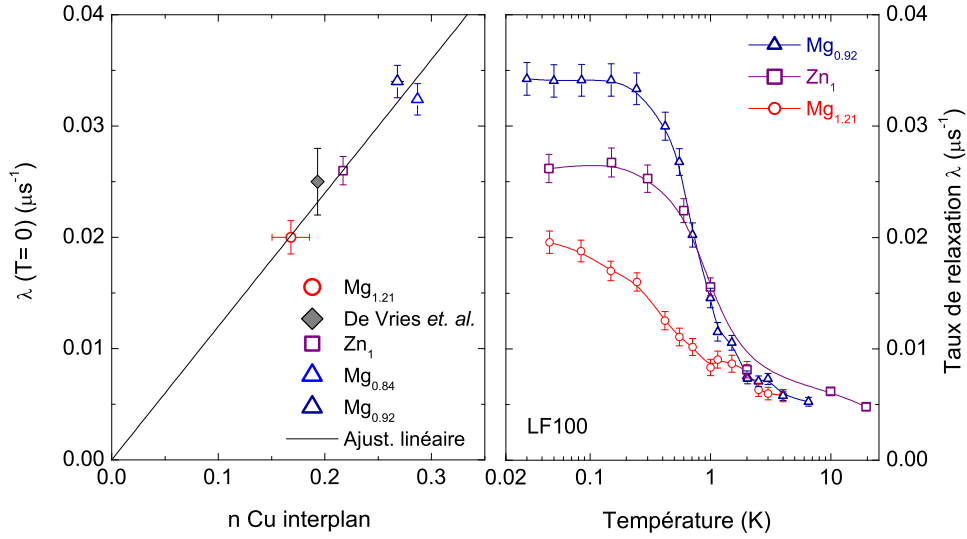 0.04
0.03
0.02
0.01
0.00
λ (T= 0) (μs⁻¹)
0.0
0.1
0.2
0.3
n Cu interplan
Mg₁.₂₁
De Vries et. al.
Zn₁
Mg₀.₈₄
Mg₀.₉₂
Ajust. linéaire
Mg₀.₉₂
Zn₁
Mg₁.₂₁
LF100
0.02
0.1
1
10
Température (K)
0.04
0.03
0.02
0.01
0.00
Taux de relaxation λ (μs⁻¹)